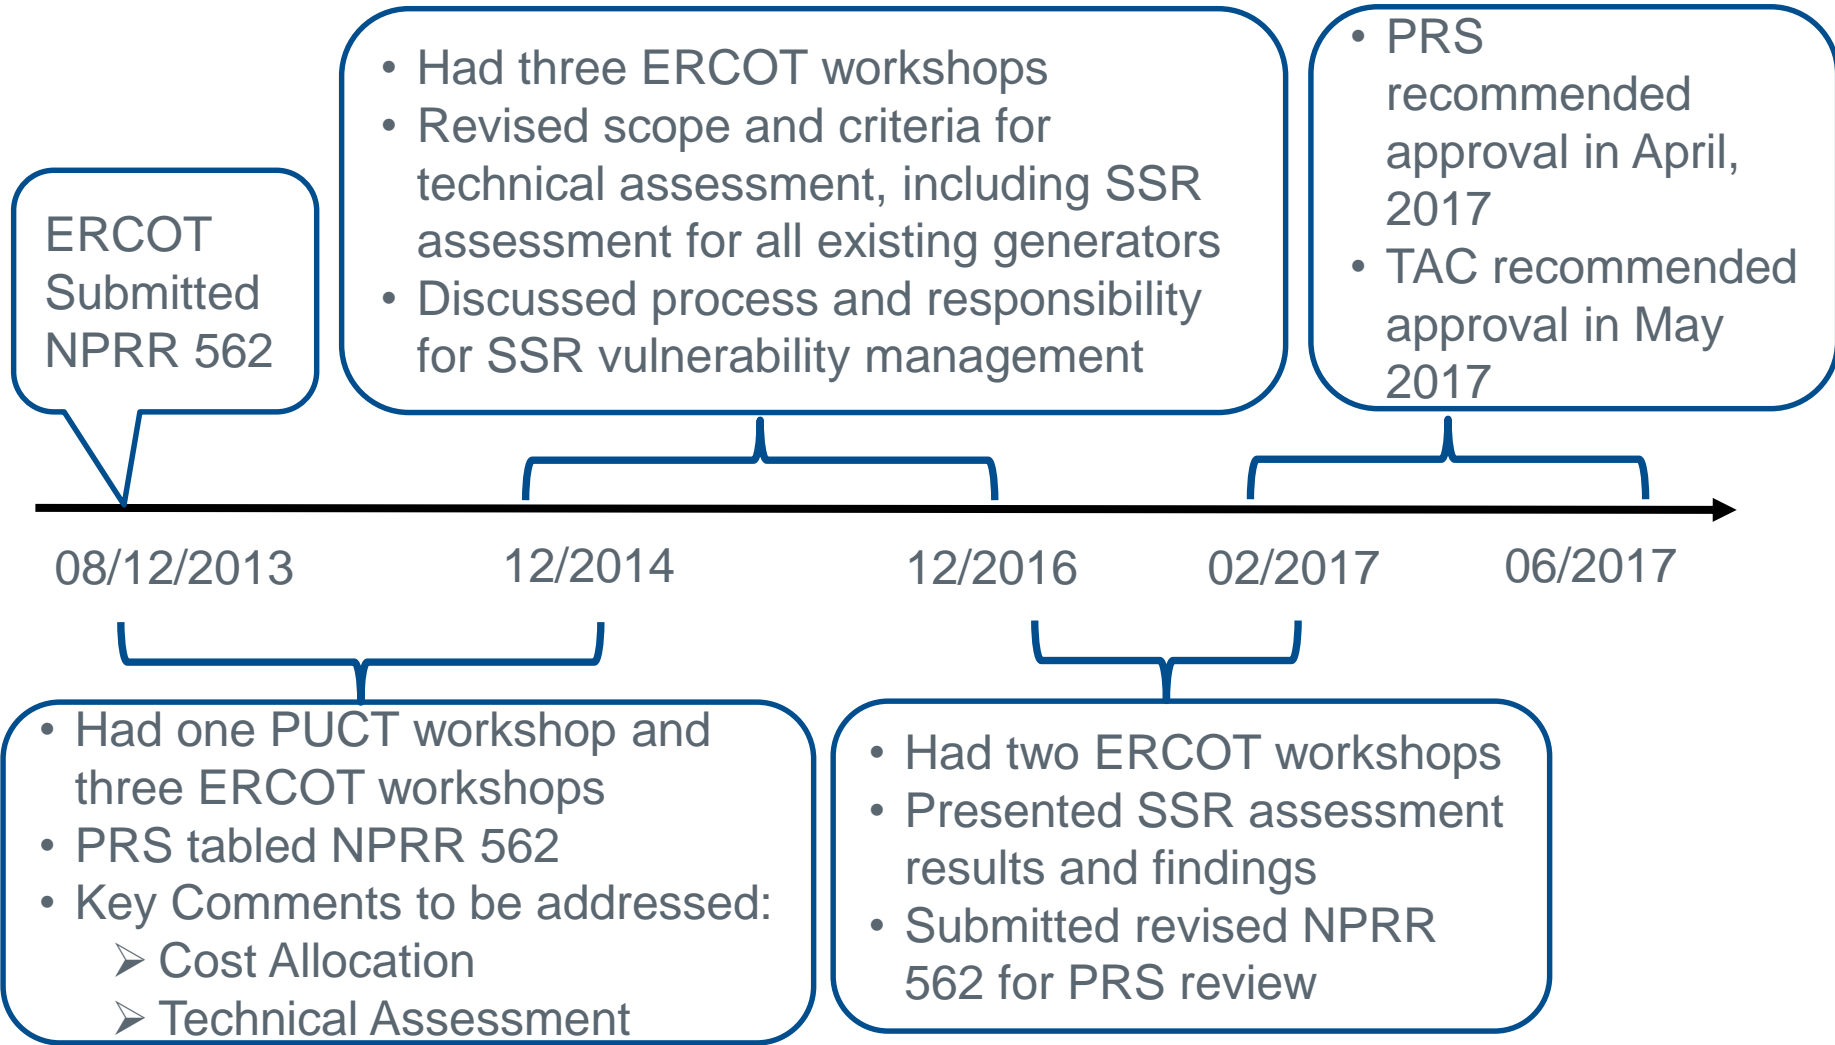 ERCOT
Submitted
NPRR 562
• Had three ERCOT workshops
• Revised scope and criteria for
technical assessment, including SSR
assessment for all existing generators
• Discussed process and responsibility
for SSR vulnerability management
• PRS
recommended
approval in April,
2017
• TAC recommended
approval in May
2017
08/12/2013
12/2014
12/2016
02/2017
06/2017
• Had one PUCT workshop and
three ERCOT workshops
• PRS tabled NPRR 562
• Key Comments to be addressed:
➢ Cost Allocation
➢ Technical Assessment
• Had two ERCOT workshops
• Presented SSR assessment
results and findings
• Submitted revised NPRR
562 for PRS review